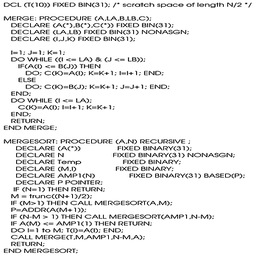 DCL (T(10)) FIXED BIN(31); /* scratch space of length N/2 */
MERGE: PROCEDURE (A,LA,B,LB,C);
DECLARE (A(*),B(*),C(*)) FIXED BIN(31);
DECLARE (LA,LB) FIXED BIN(31) NONASGN;
DECLARE (I,J,K) FIXED BIN(31);
I=1; J=1; K=1;
DO WHILE ((I <= LA) & (J <= LB));
IF(A(I) <= B(J)) THEN
DO; C(K)=A(I); K=K+1; I=I+1; END;
ELSE
DO; C(K)=B(J); K=K+1; J=J+1; END;
END;
DO WHILE (I <= LA);
C(K)=A(I); I=I+1; K=K+1;
END;
RETURN;
END MERGE;
MERGESORT: PROCEDURE (A,N) RECURSIVE ;
DECLARE (A(*)) FIXED BINARY(31);
DECLARE N FIXED BINARY(31) NONASGN;
DECLARE Temp FIXED BINARY;
DECLARE (M,I) FIXED BINARY;
DECLARE AMP1(N) FIXED BINARY(31) BASED(P);
DECLARE P POINTER;
IF (N=1) THEN RETURN;
M = trunc((N+1)/2);
IF (M>1) THEN CALL MERGESORT(A,M);
P=ADDR(A(M+1));
IF (N-M > 1) THEN CALL MERGESORT(AMP1,N-M);
IF A(M) <= AMP1(1) THEN RETURN;
DO I=1 to M; T(I)=A(I); END;
CALL MERGE(T,M,AMP1,N-M,A);
RETURN;
END MERGESORT;